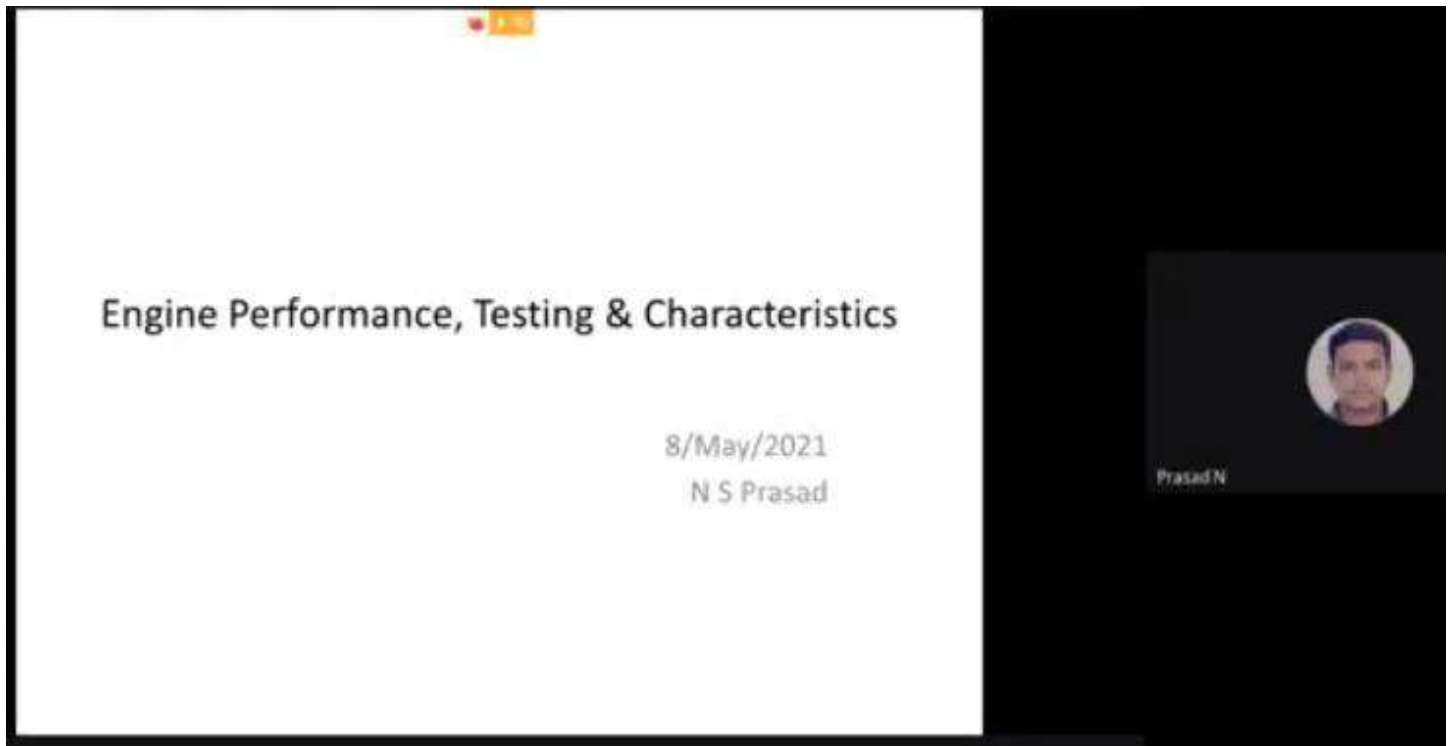 Engine Performance, Testing & Characteristics
8/May/2021
N S Prasad
Prasad N